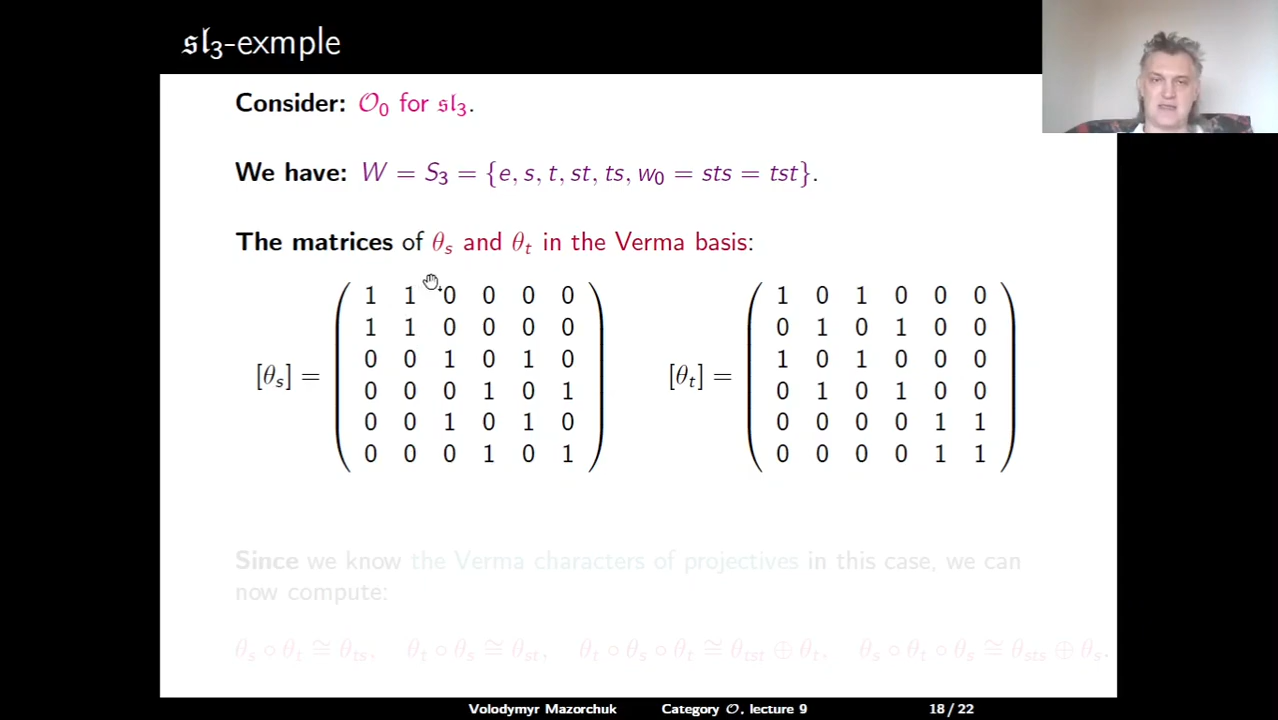 𝔰𝔩₃-exmple
Consider: 𝒪₀ for 𝔰𝔩₃.
We have: W = S₃ = {e, s, t, st, ts, w₀ = sts = tst}.
The matrices of θₛ and θₜ in the Verma basis:
[θₛ] =
1 1 0 0 0 0
1 1 0 0 0 0
0 0 1 0 1 0
0 0 0 1 0 1
0 0 1 0 1 0
0 0 0 1 0 1
[θₜ] =
1 0 1 0 0 0
0 1 0 1 0 0
1 0 1 0 0 0
0 1 0 1 0 0
0 0 0 0 1 1
0 0 0 0 1 1
Since we know the Verma characters of projectives in this case, we can
now compute:
θₛ ∘ θₜ ≅ θₜₛ, θₜ ∘ θₛ ≅ θₛₜ, θₜ ∘ θₛ ∘ θₜ ≅ θₜₛₜ ⊕ θₜ, θₛ ∘ θₜ ∘ θₛ ≅ θₛₜₛ ⊕ θₛ.
Volodymyr Mazorchuk Category 𝒪, lecture 9 18 / 22